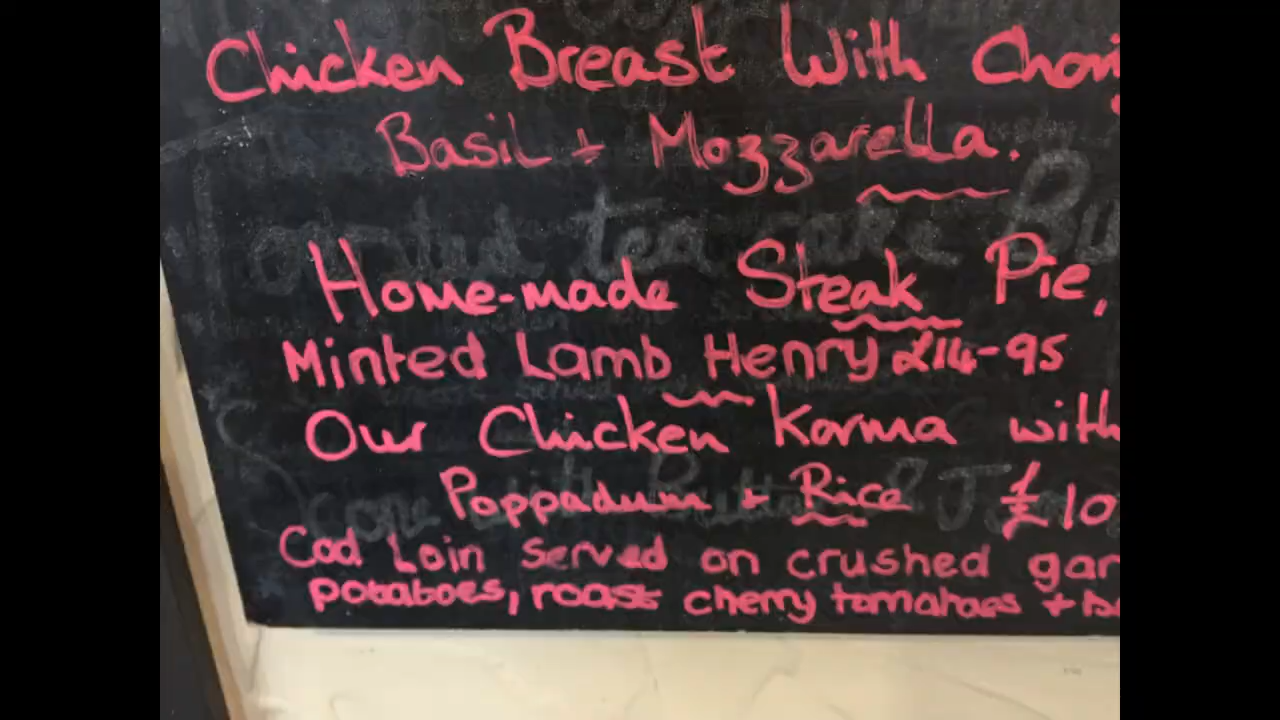 Chicken Breast With Chori
Basil + Mozzarella.
Home-made Steak Pie,
Minted Lamb Henry £14-95
Our Chicken Korma with
Poppadum + Rice £10
Cod Loin served on crushed gar
potatoes, roast cherry tomatoes +